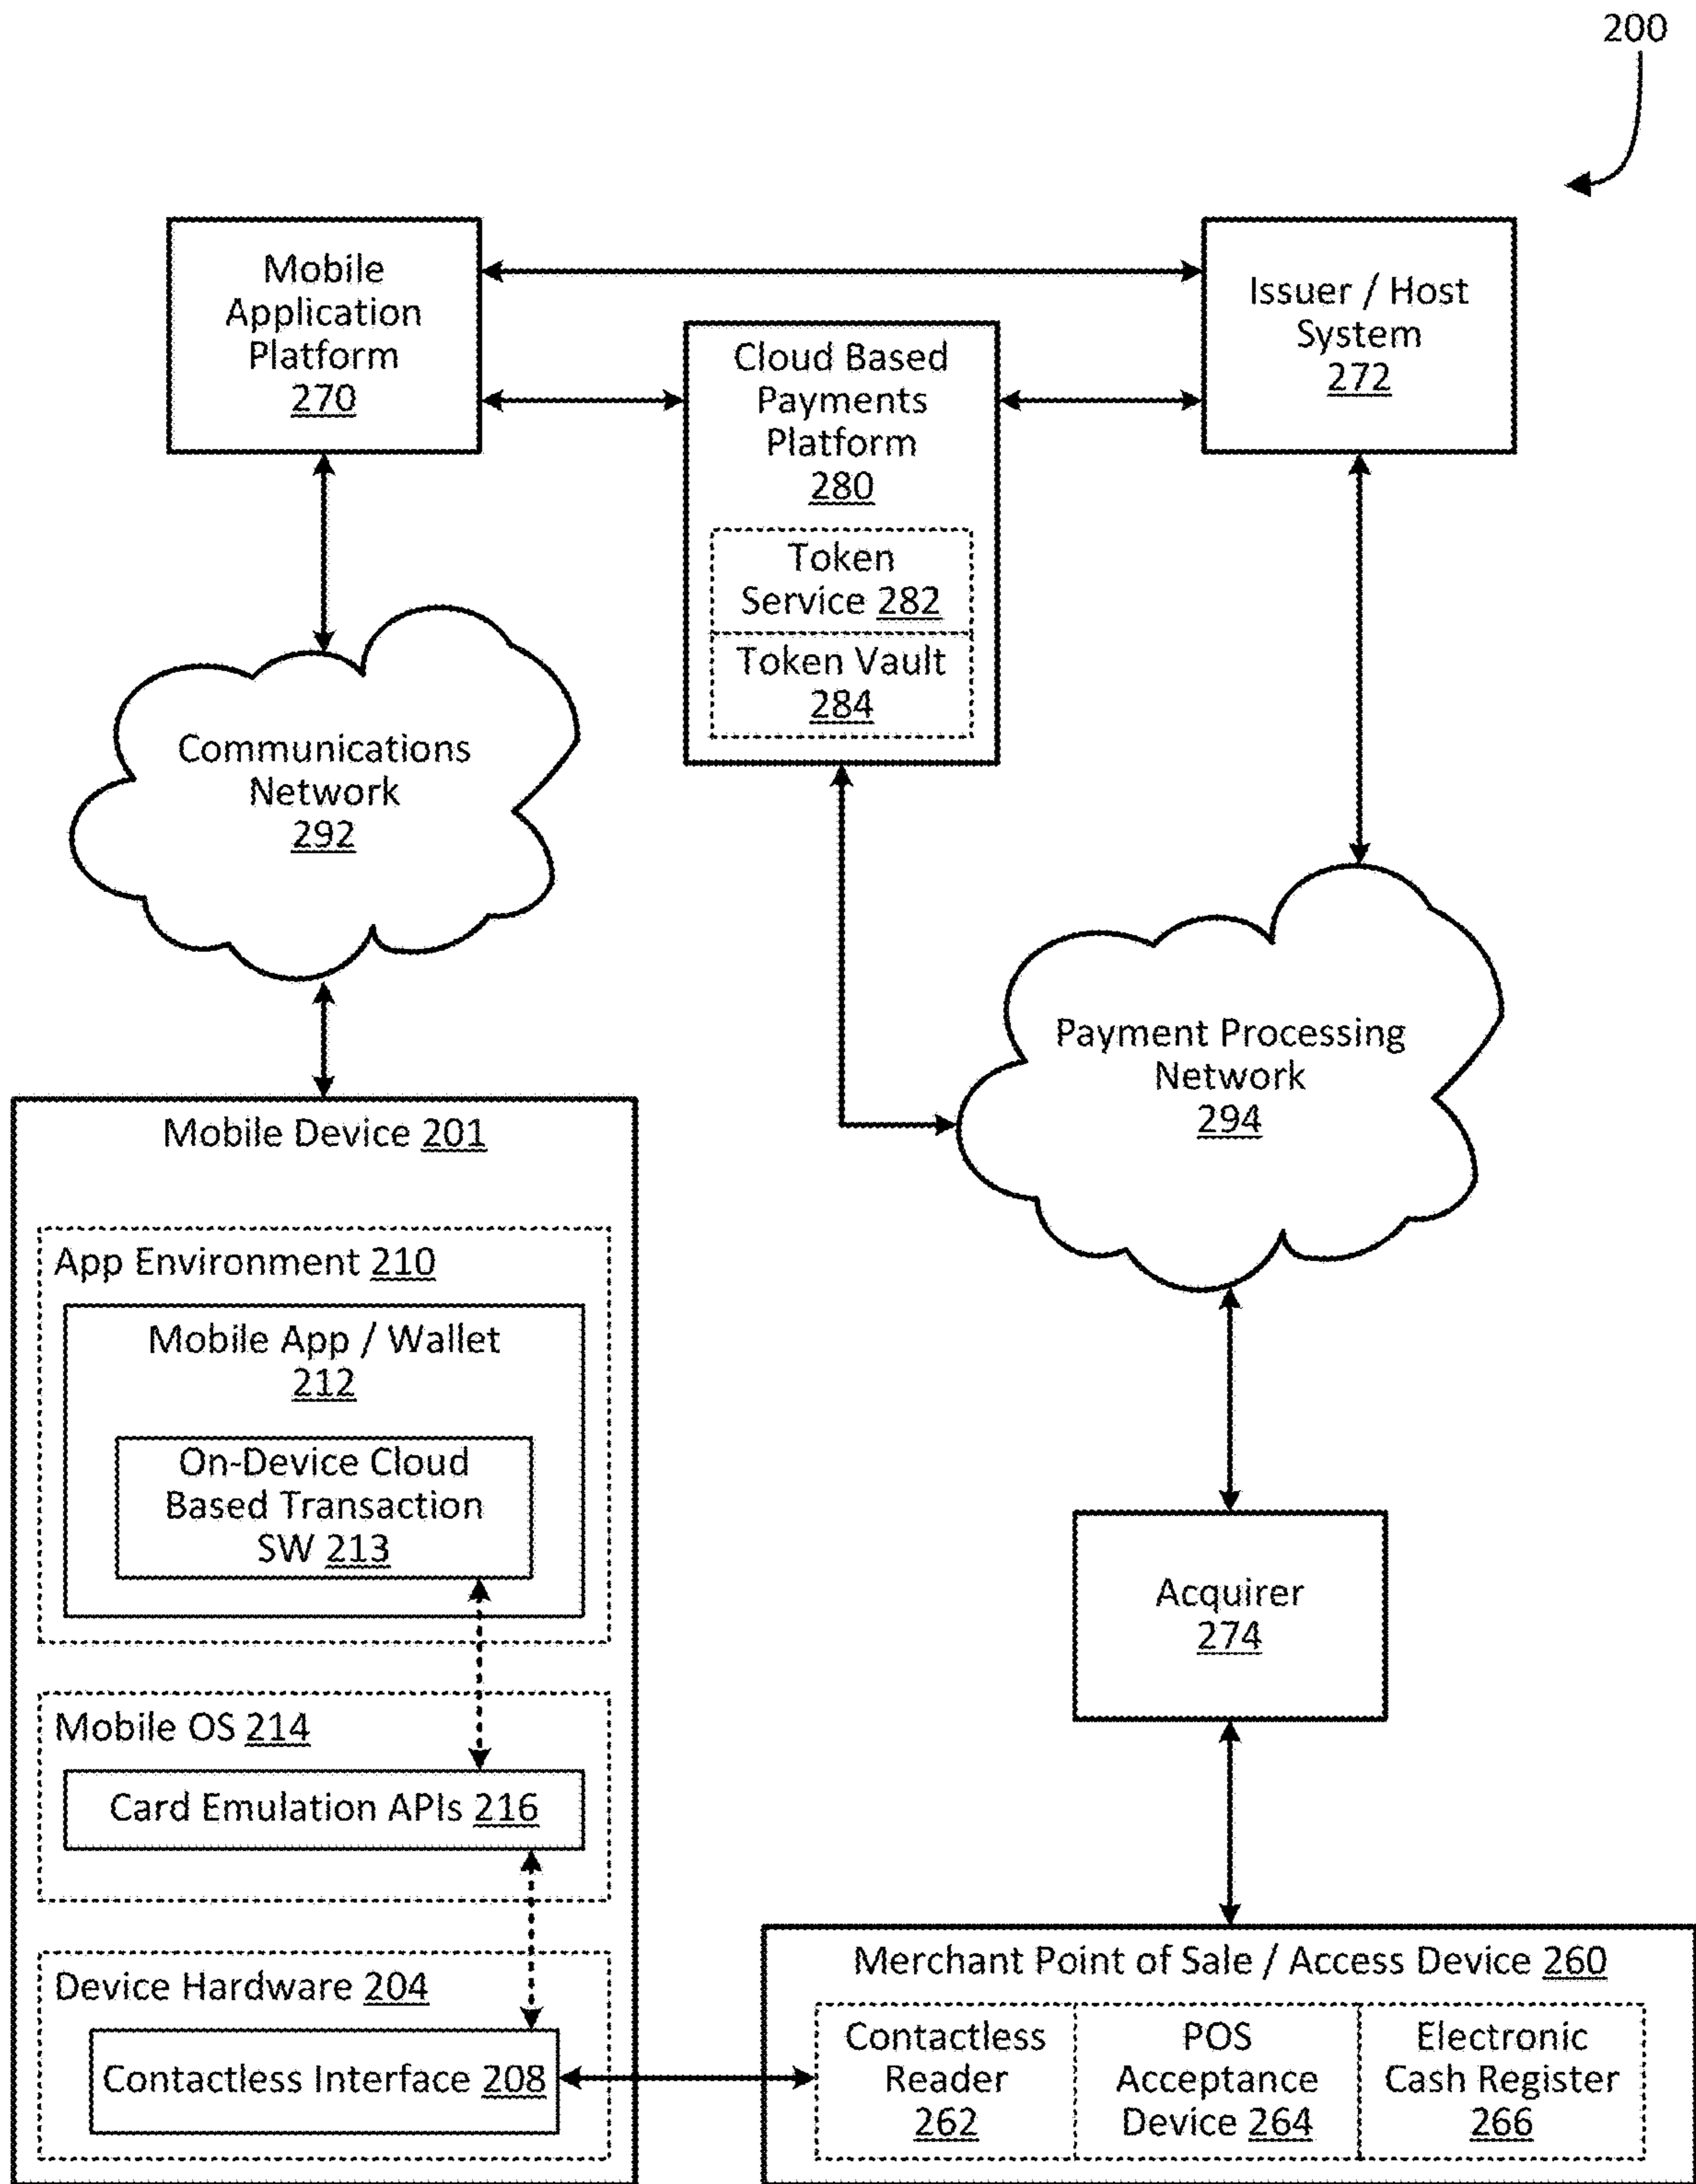 200
Mobile
Application
Platform
270
Issuer / Host
System
272
Cloud Based
Payments
Platform
280
Token
Service 282
Token Vault
284
Communications
Network
292
Payment Processing
Network
294
Mobile Device 201
App Environment 210
Mobile App / Wallet
212
On-Device Cloud
Based Transaction
SW 213
Acquirer
274
Mobile OS 214
Card Emulation APIs 216
Device Hardware 204
Contactless Interface 208
Merchant Point of Sale / Access Device 260
Contactless
Reader
262
POS
Acceptance
Device 264
Electronic
Cash Register
266